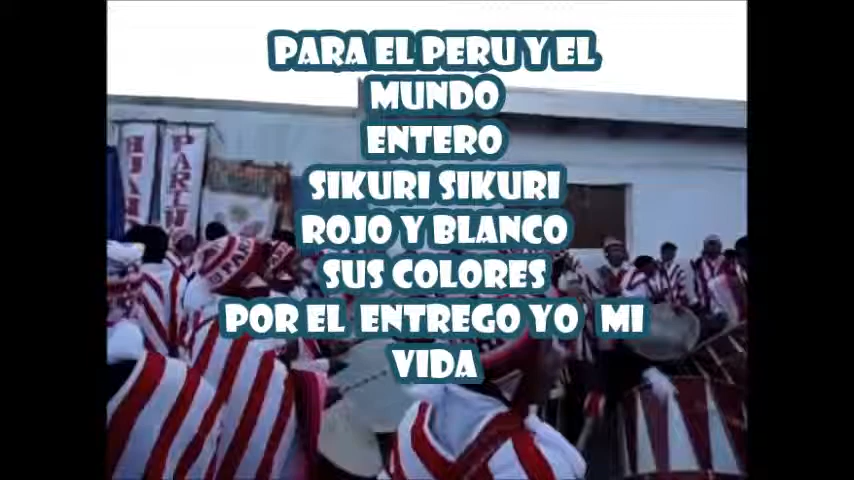 PARA EL PERU Y EL
MUNDO
ENTERO
SIKURI SIKURI
ROJO Y BLANCO
SUS COLORES
POR EL ENTREGO YO MI
VIDA